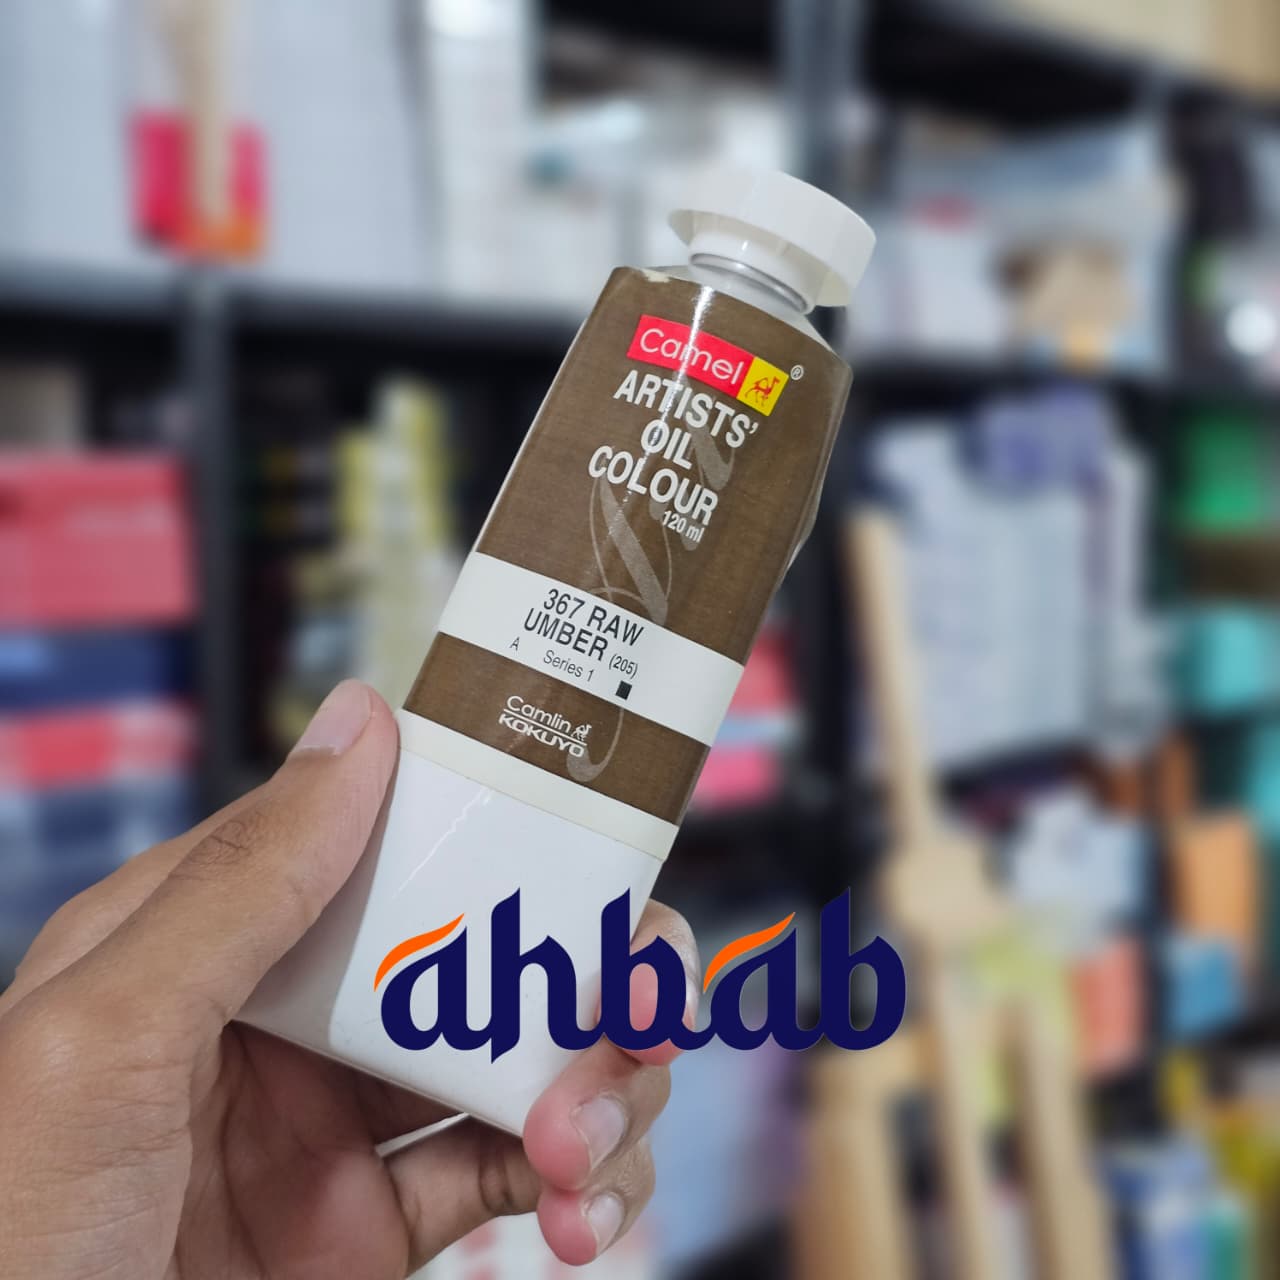 Camel ®
ARTISTS'
OIL
COLOUR
120 ml
367 RAW
UMBER (205)
A Series 1
Camlin
KOKUYO
ahbab